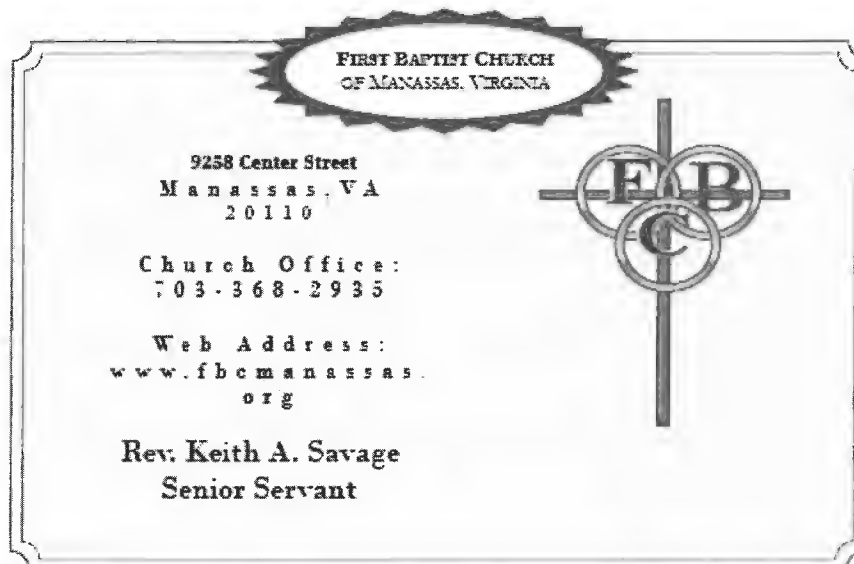 FIRST BAPTIST CHURCH
OF MANASSAS, VIRGINIA
9258 Center Street
Manassas, VA
20110
Church Office:
703-368-2935
Web Address:
www.fbcmanassas.
org
Rev. Keith A. Savage
Senior Servant
F B
C